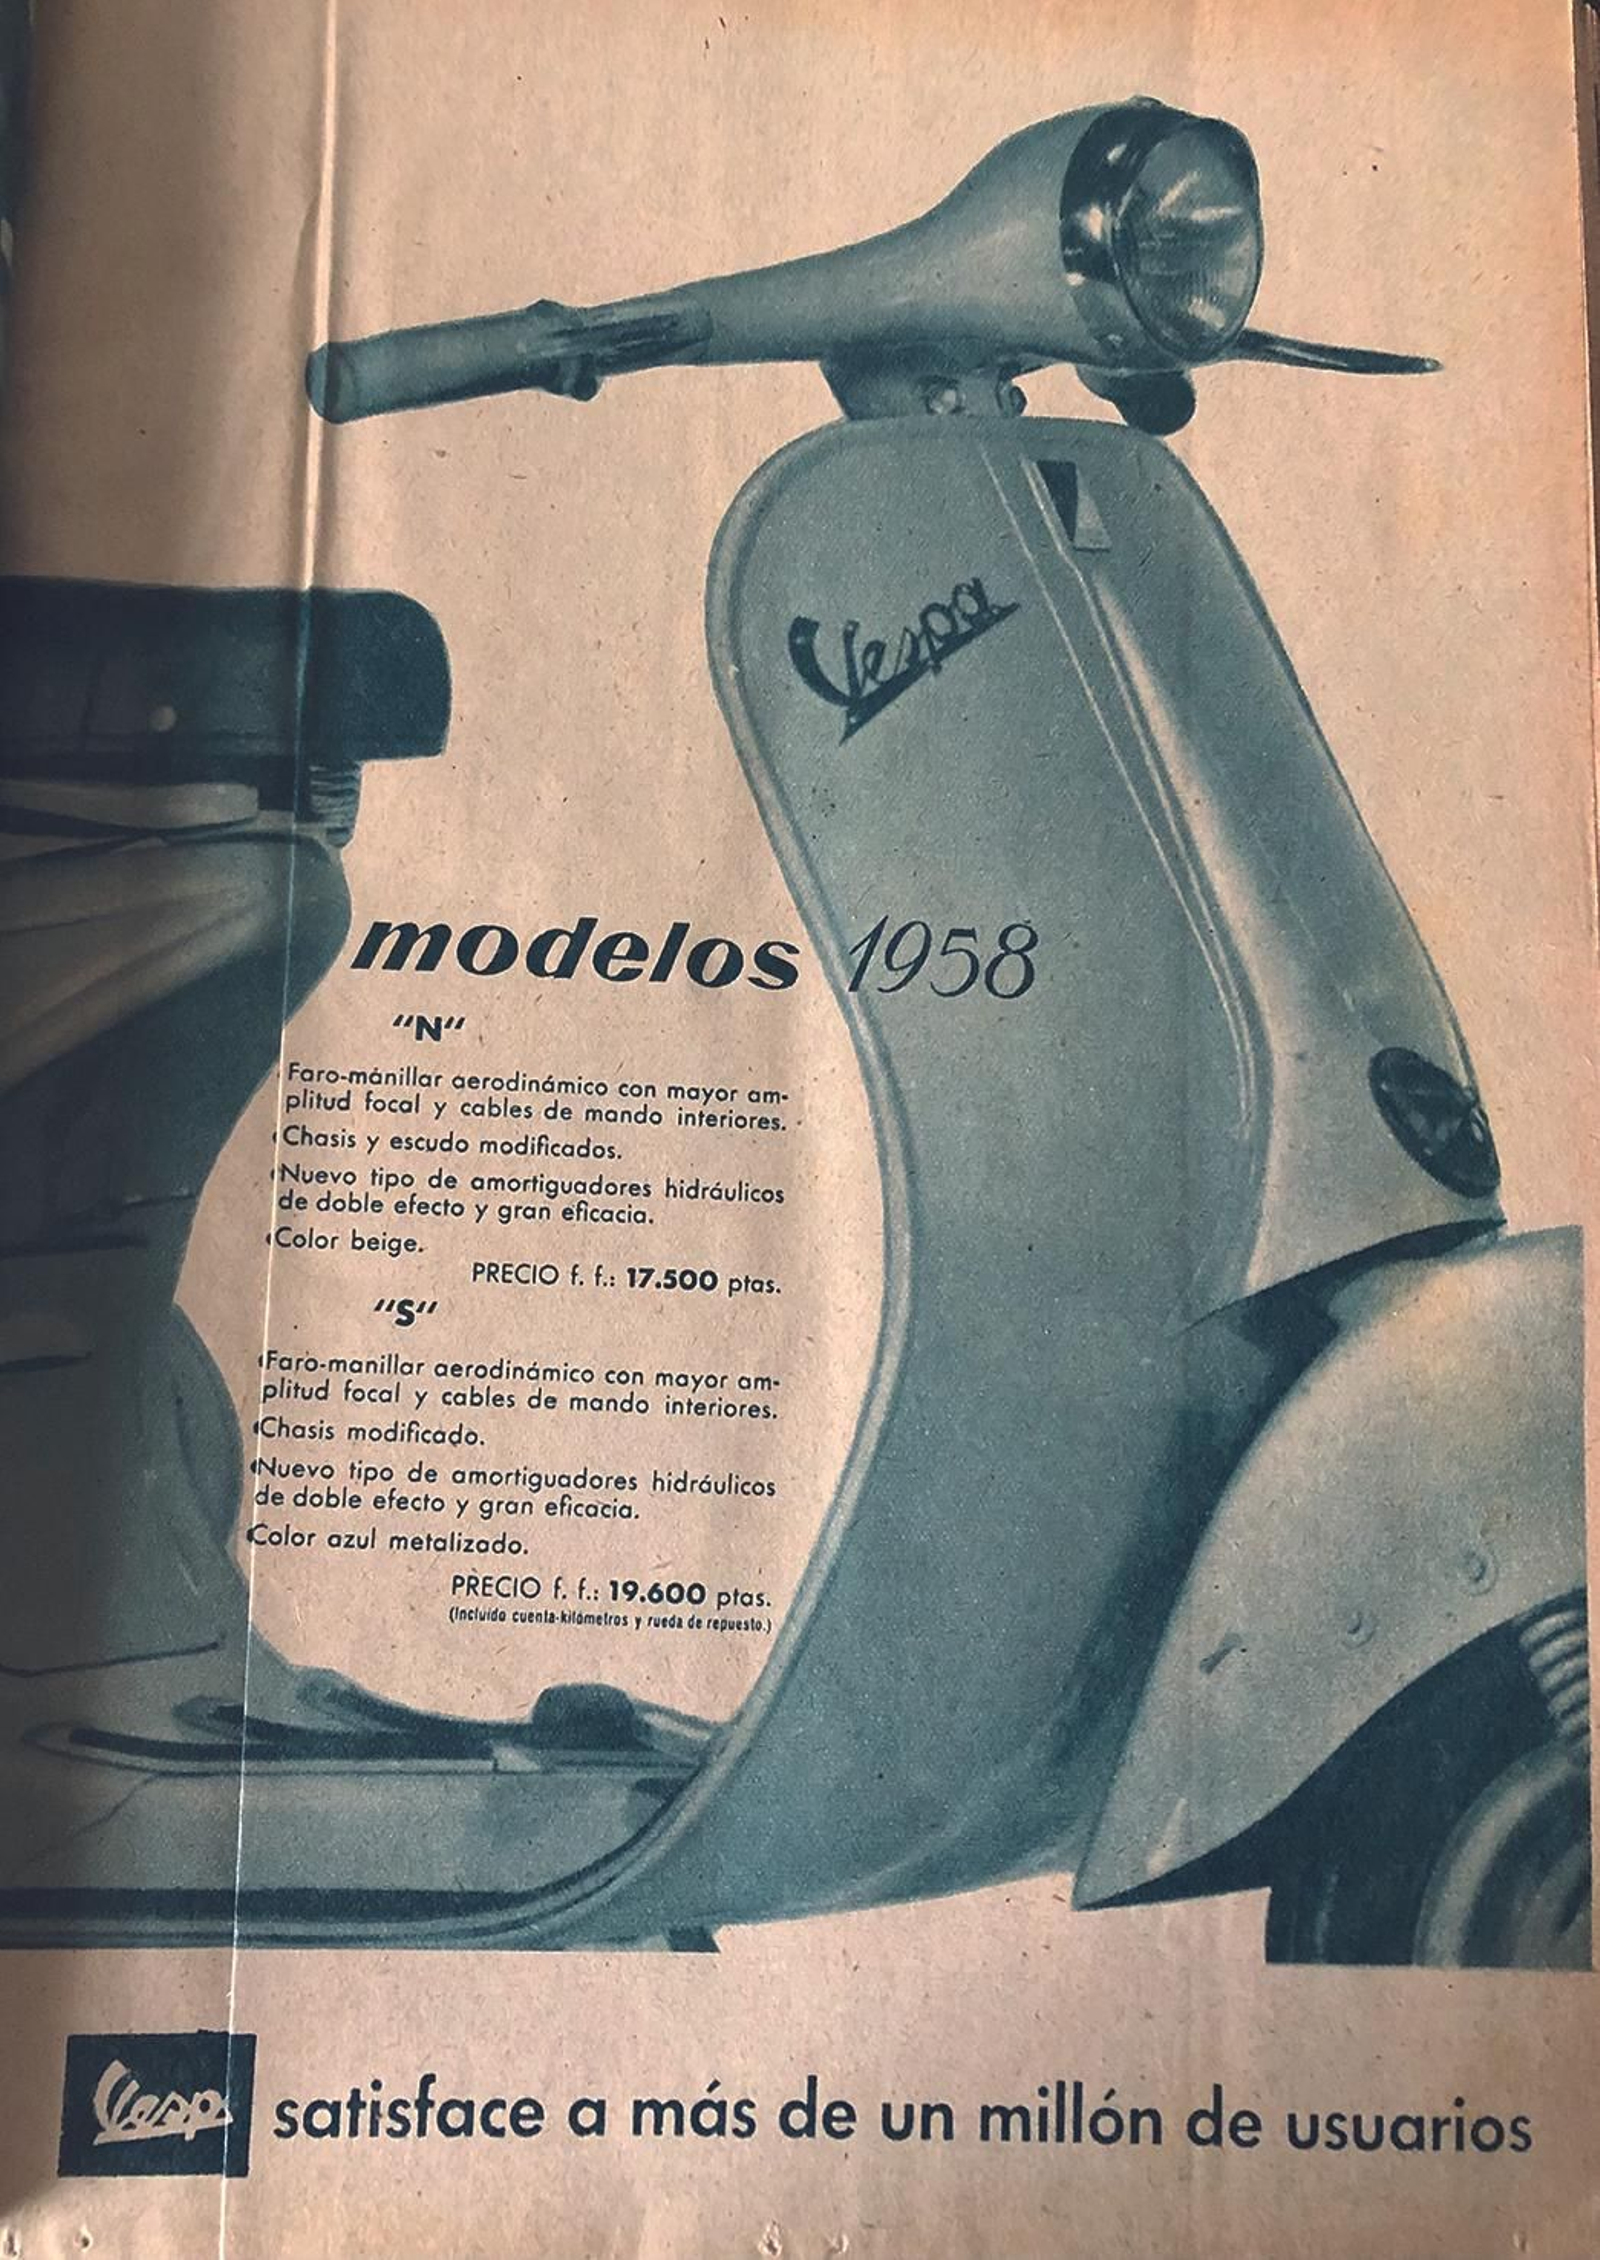 Vespa
modelos 1958
"N"
Faro-manillar aerodinámico con mayor am-
plitud focal y cables de mando interiores.
Chasis y escudo modificados.
Nuevo tipo de amortiguadores hidráulicos
de doble efecto y gran eficacia.
Color beige.
PRECIO f. f.: 17.500 ptas.
"S"
Faro-manillar aerodinámico con mayor am-
plitud focal y cables de mando interiores.
Chasis modificado.
Nuevo tipo de amortiguadores hidráulicos
de doble efecto y gran eficacia.
Color azul metalizado.
PRECIO f. f.: 19.600 ptas.
(Incluído cuenta-kilómetros y rueda de repuesto.)
Vespa satisface a más de un millón de usuarios